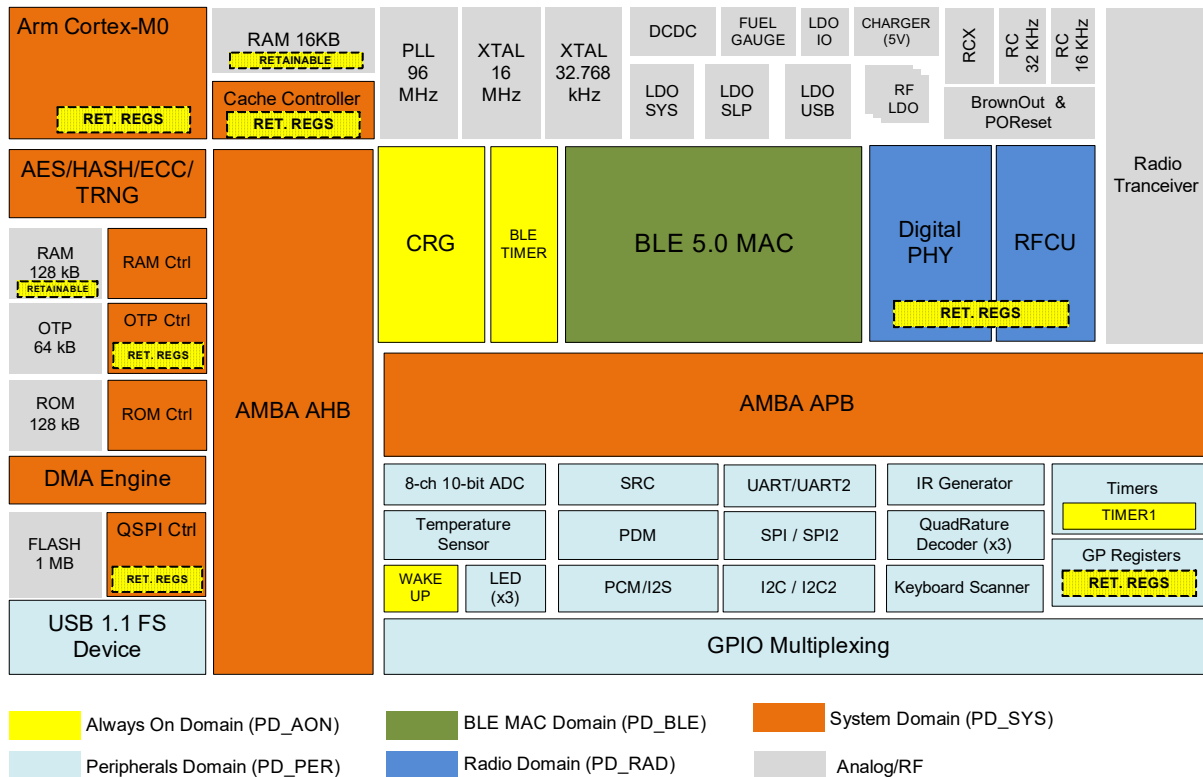 Arm Cortex-M0
RET. REGS
RAM 16KB
RETAINABLE
Cache Controller
RET. REGS
PLL
96
MHz
XTAL
16
MHz
XTAL
32.768
kHz
DCDC
FUEL
GAUGE
LDO
IO
CHARGER
(5V)
LDO
SYS
LDO
SLP
LDO
USB
RF
LDO
RCX
RC
32 KHz
RC
16 KHz
BrownOut &
POReset
Radio
Tranceiver
AES/HASH/ECC/
TRNG
RAM
128 kB
RETAINABLE
RAM Ctrl
OTP
64 kB
OTP Ctrl
RET. REGS
ROM
128 kB
ROM Ctrl
DMA Engine
FLASH
1 MB
QSPI Ctrl
RET. REGS
USB 1.1 FS
Device
AMBA AHB
CRG
BLE
TIMER
BLE 5.0 MAC
Digital
PHY
RFCU
RET. REGS
AMBA APB
8-ch 10-bit ADC
SRC
UART/UART2
IR Generator
Timers
TIMER1
Temperature
Sensor
PDM
SPI / SPI2
QuadRature
Decoder (x3)
GP Registers
RET. REGS
WAKE
UP
LED
(x3)
PCM/I2S
I2C / I2C2
Keyboard Scanner
GPIO Multiplexing
Always On Domain (PD_AON)
BLE MAC Domain (PD_BLE)
System Domain (PD_SYS)
Peripherals Domain (PD_PER)
Radio Domain (PD_RAD)
Analog/RF